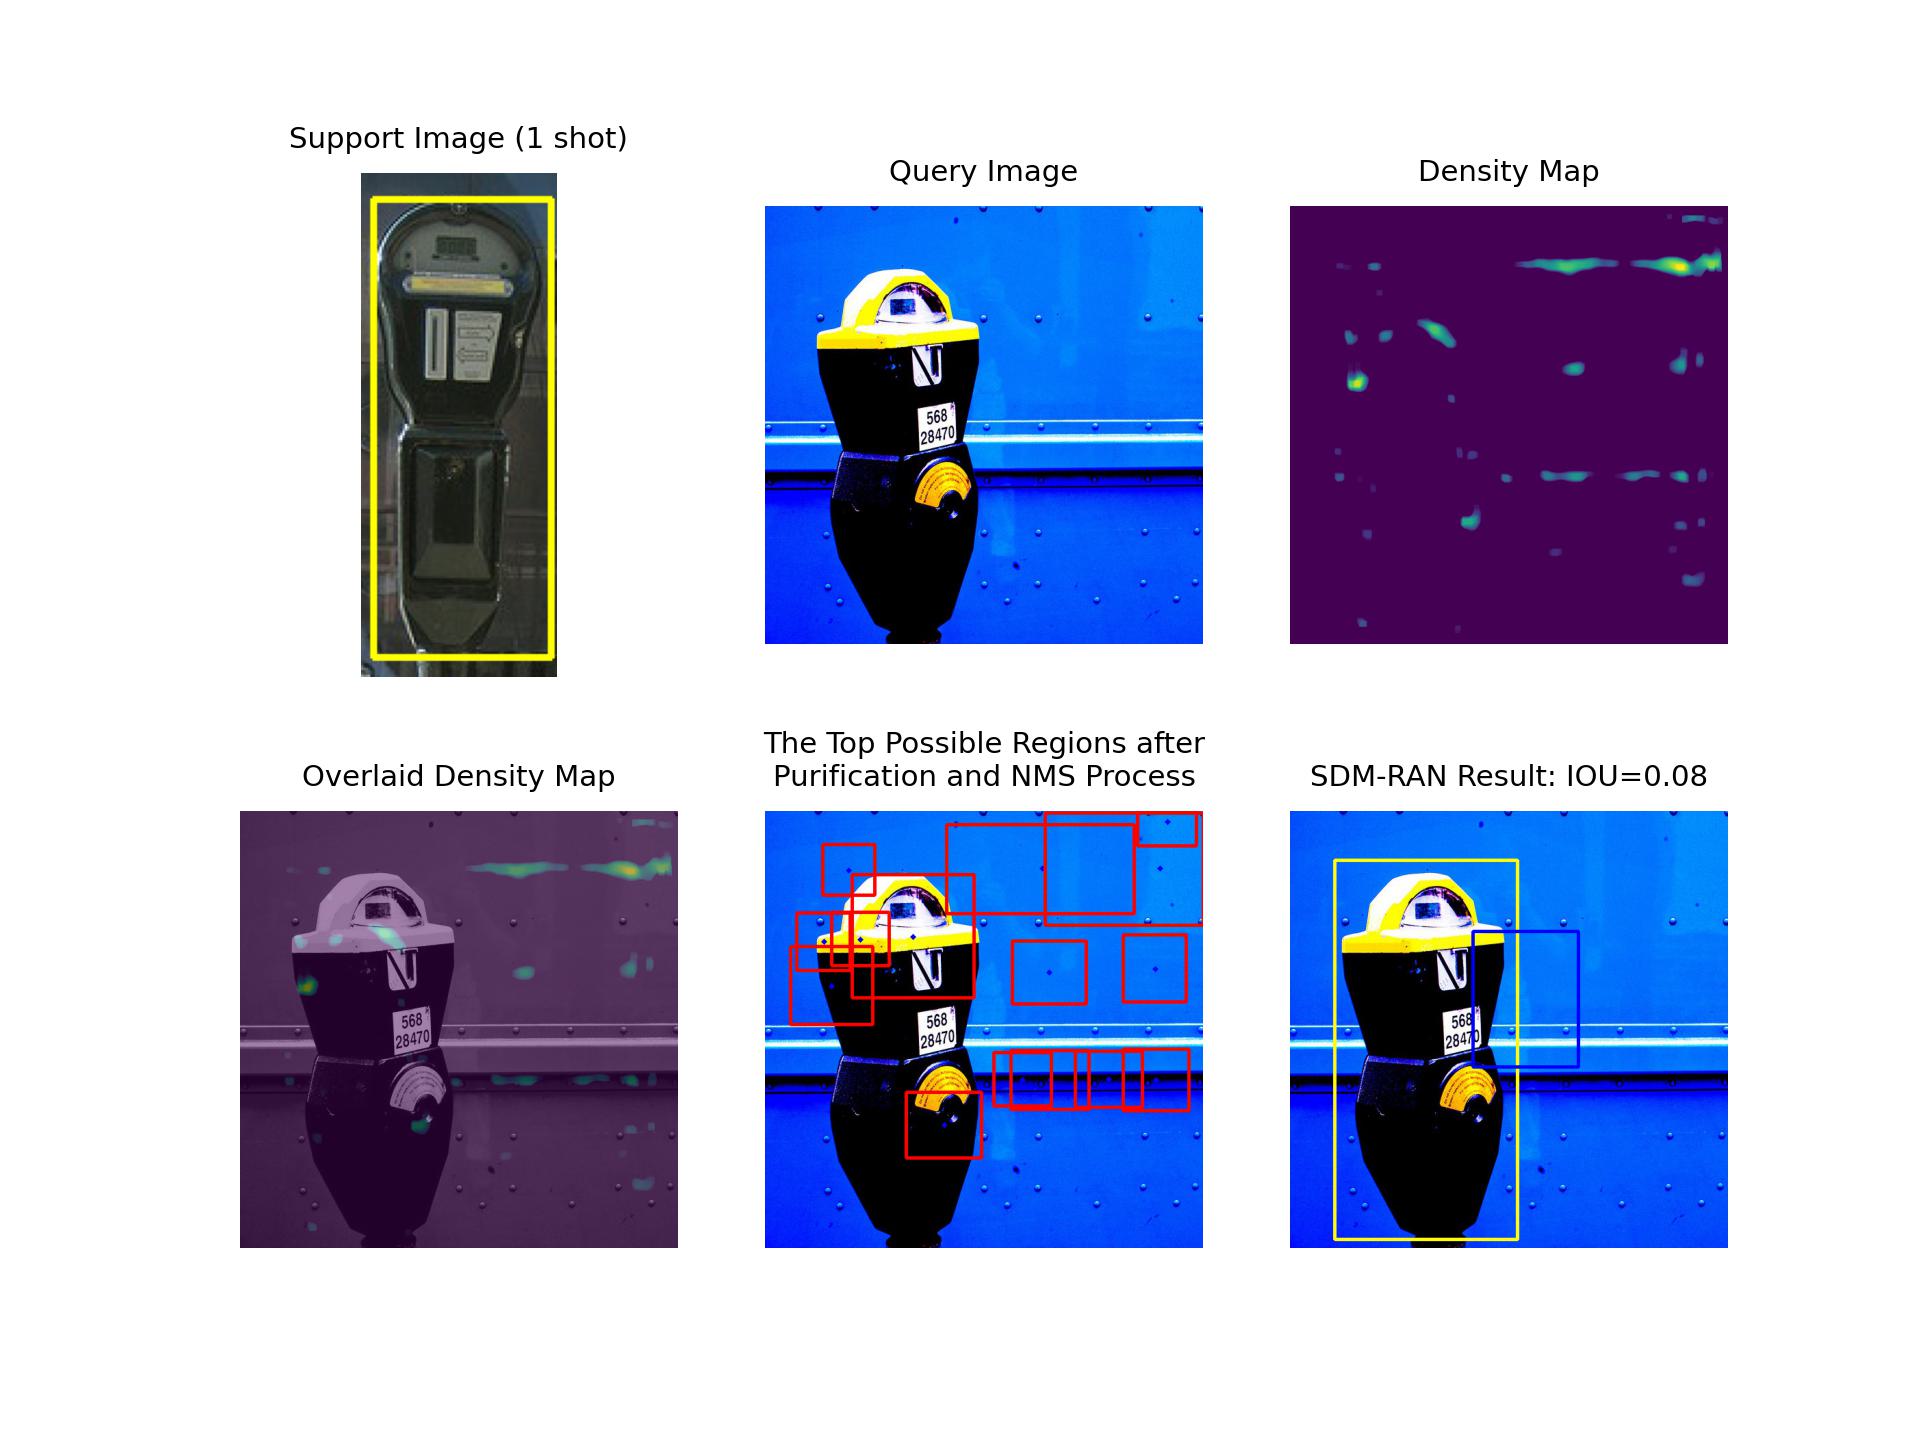 Support Image (1 shot)
Query Image
Density Map
568
28470
Overlaid Density Map
The Top Possible Regions after
Purification and NMS Process
SDM-RAN Result: IOU=0.08
568
28470
568
28470
568
28470